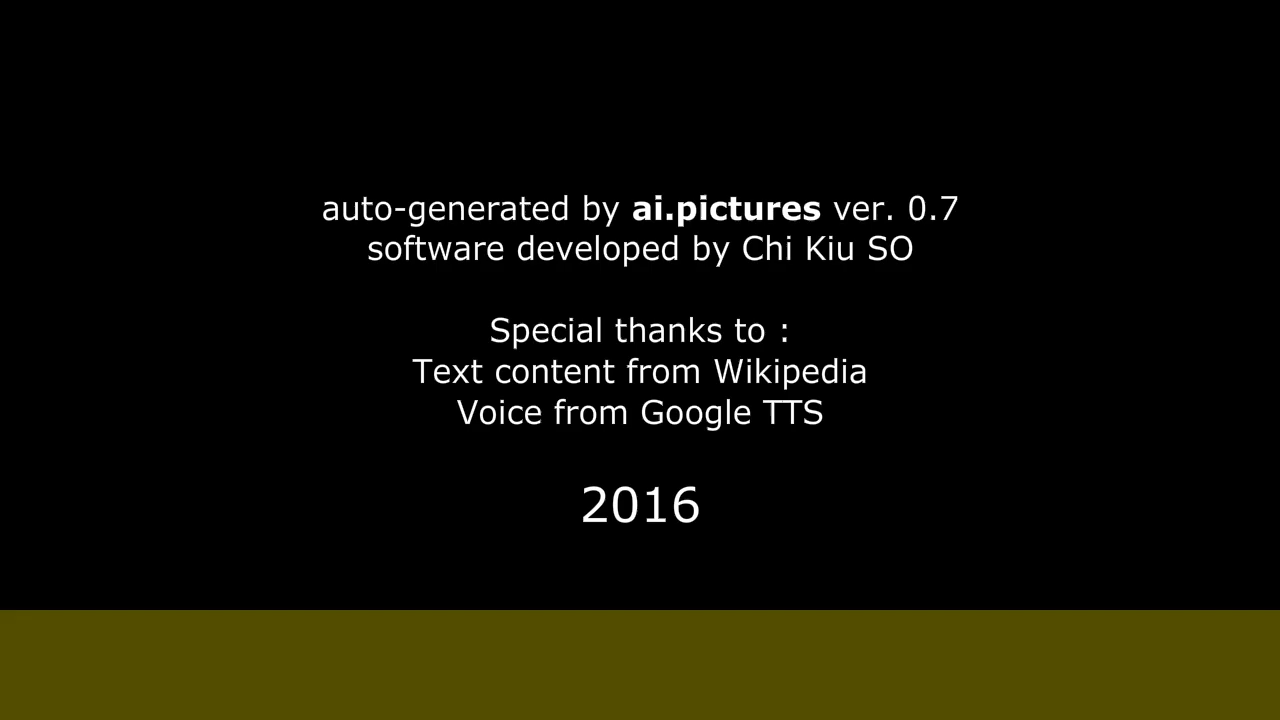 auto-generated by ai.pictures ver. 0.7
software developed by Chi Kiu SO
Special thanks to :
Text content from Wikipedia
Voice from Google TTS
2016